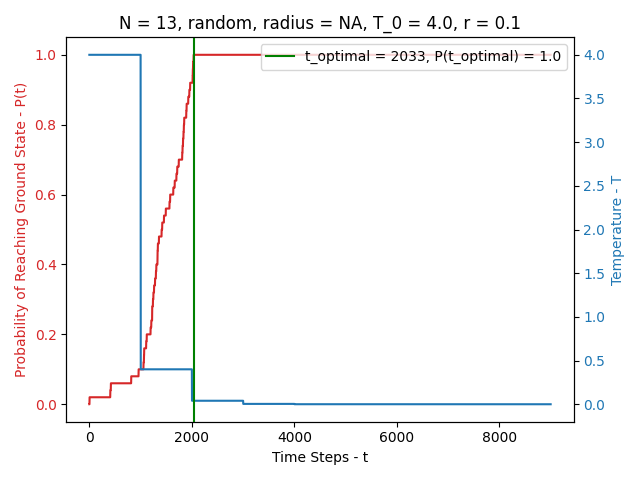 N = 13, random, radius = NA, T_0 = 4.0, r = 0.1
t_optimal = 2033, P(t_optimal) = 1.0
Probability of Reaching Ground State - P(t)
1.0
0.8
0.6
0.4
0.2
0.0
4.0
3.5
3.0
2.5
2.0
1.5
1.0
0.5
0.0
Temperature - T
0 2000 4000 6000 8000
Time Steps - t